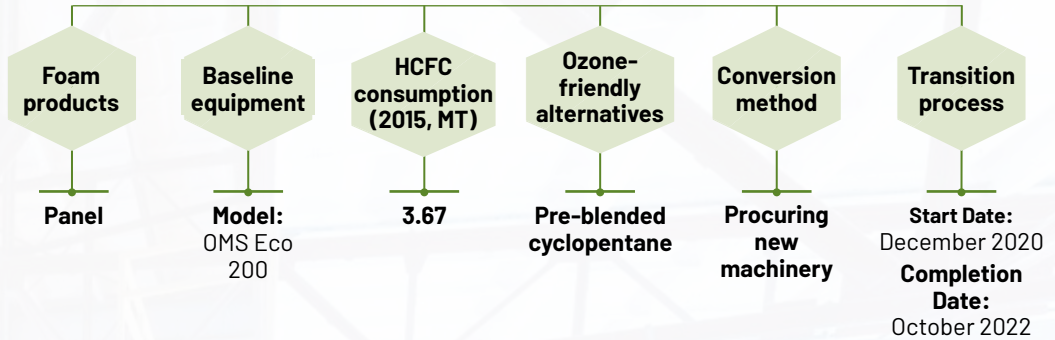 Foam
products
Baseline
equipment
HCFC
consumption
(2015, MT)
Ozone-
friendly
alternatives
Conversion
method
Transition
process
Panel
Model:
OMS Eco
200
3.67
Pre-blended
cyclopentane
Procuring
new
machinery
Start Date:
December 2020
Completion
Date:
October 2022